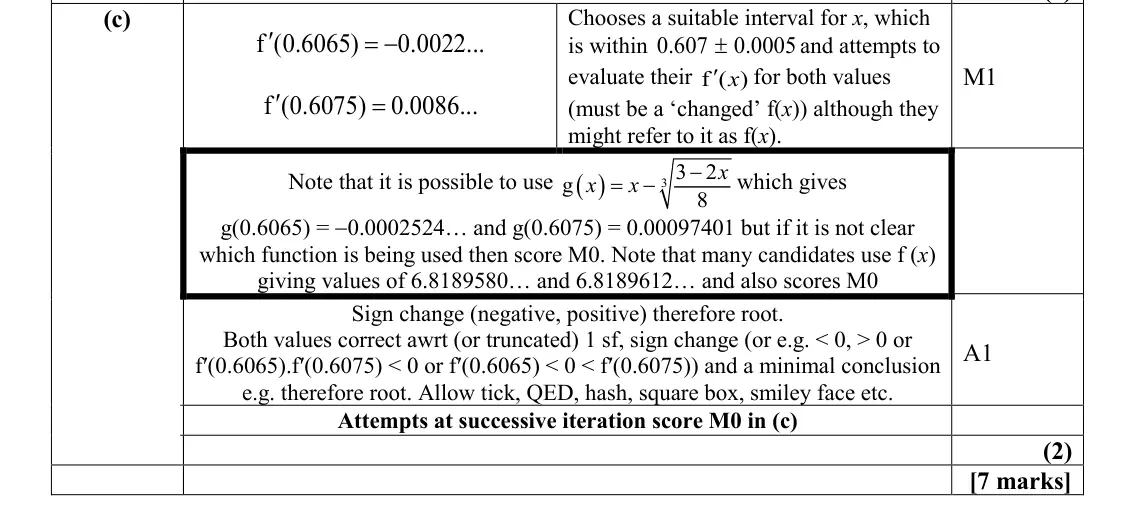 (c)
f′(0.6065) = −0.0022...
f′(0.6075) = 0.0086...
Chooses a suitable interval for x, which
is within 0.607 ± 0.0005 and attempts to
evaluate their f′(x) for both values
(must be a ‘changed’ f(x)) although they
might refer to it as f(x).
M1
Note that it is possible to use g(x) = x − ∛((3 − 2x)/8) which gives
g(0.6065) = –0.0002524… and g(0.6075) = 0.00097401 but if it is not clear
which function is being used then score M0. Note that many candidates use f (x)
giving values of 6.8189580… and 6.8189612… and also scores M0
Sign change (negative, positive) therefore root.
Both values correct awrt (or truncated) 1 sf, sign change (or e.g. < 0, > 0 or
f'(0.6065).f'(0.6075) < 0 or f'(0.6065) < 0 < f'(0.6075)) and a minimal conclusion
e.g. therefore root. Allow tick, QED, hash, square box, smiley face etc.
A1
Attempts at successive iteration score M0 in (c)
(2)
[7 marks]